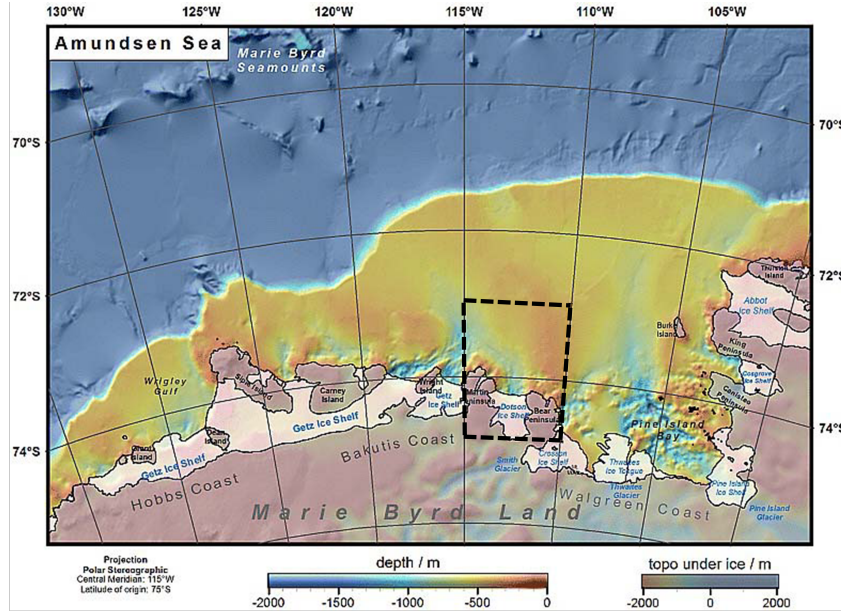 130°W 125°W 120°W 115°W 110°W 105°W
Amundsen Sea
Marie Byrd
Seamounts
70°S
70°S
72°S
72°S
74°S
74°S
Thurston
Island
Abbot
Ice Shelf
Burke
Island
King
Peninsula
Cosgrove
Ice Shelf
Canisteo
Peninsula
Wrigley
Gulf
Siple Island
Carney
Island
Wright
Island
Getz
Ice Shelf
Martin
Peninsula
Dotson
Ice Shelf
Bear
Peninsula
Pine Island
Bay
Grant
Island
Dean
Island
Getz Ice Shelf
Getz Ice Shelf
Bakutis Coast
Hobbs Coast
Smith
Glacier
Crosson
Ice Shelf
Thwaites
Ice Tongue
Thwaites
Glacier
Pine Island
Ice Shelf
Pine Island
Glacier
Walgreen Coast
Marie Byrd Land
Projection
Polar Stereographic
Central Meridian: 115°W
Latitude of origin: 75°S
depth / m
-2000 -1500 -1000 -500 0
topo under ice / m
-2000 0 2000